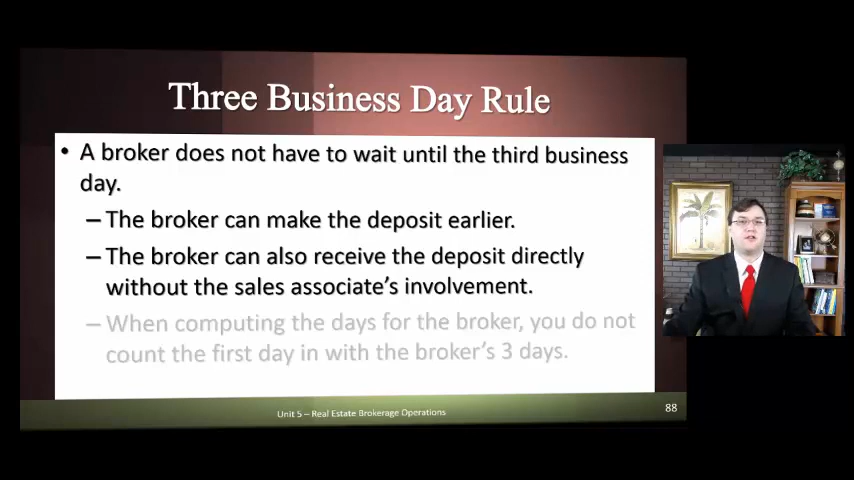 Three Business Day Rule
• A broker does not have to wait until the third business
day.
– The broker can make the deposit earlier.
– The broker can also receive the deposit directly
without the sales associate's involvement.
– When computing the days for the broker, you do not
count the first day in with the broker's 3 days.
Unit 5 – Real Estate Brokerage Operations
88